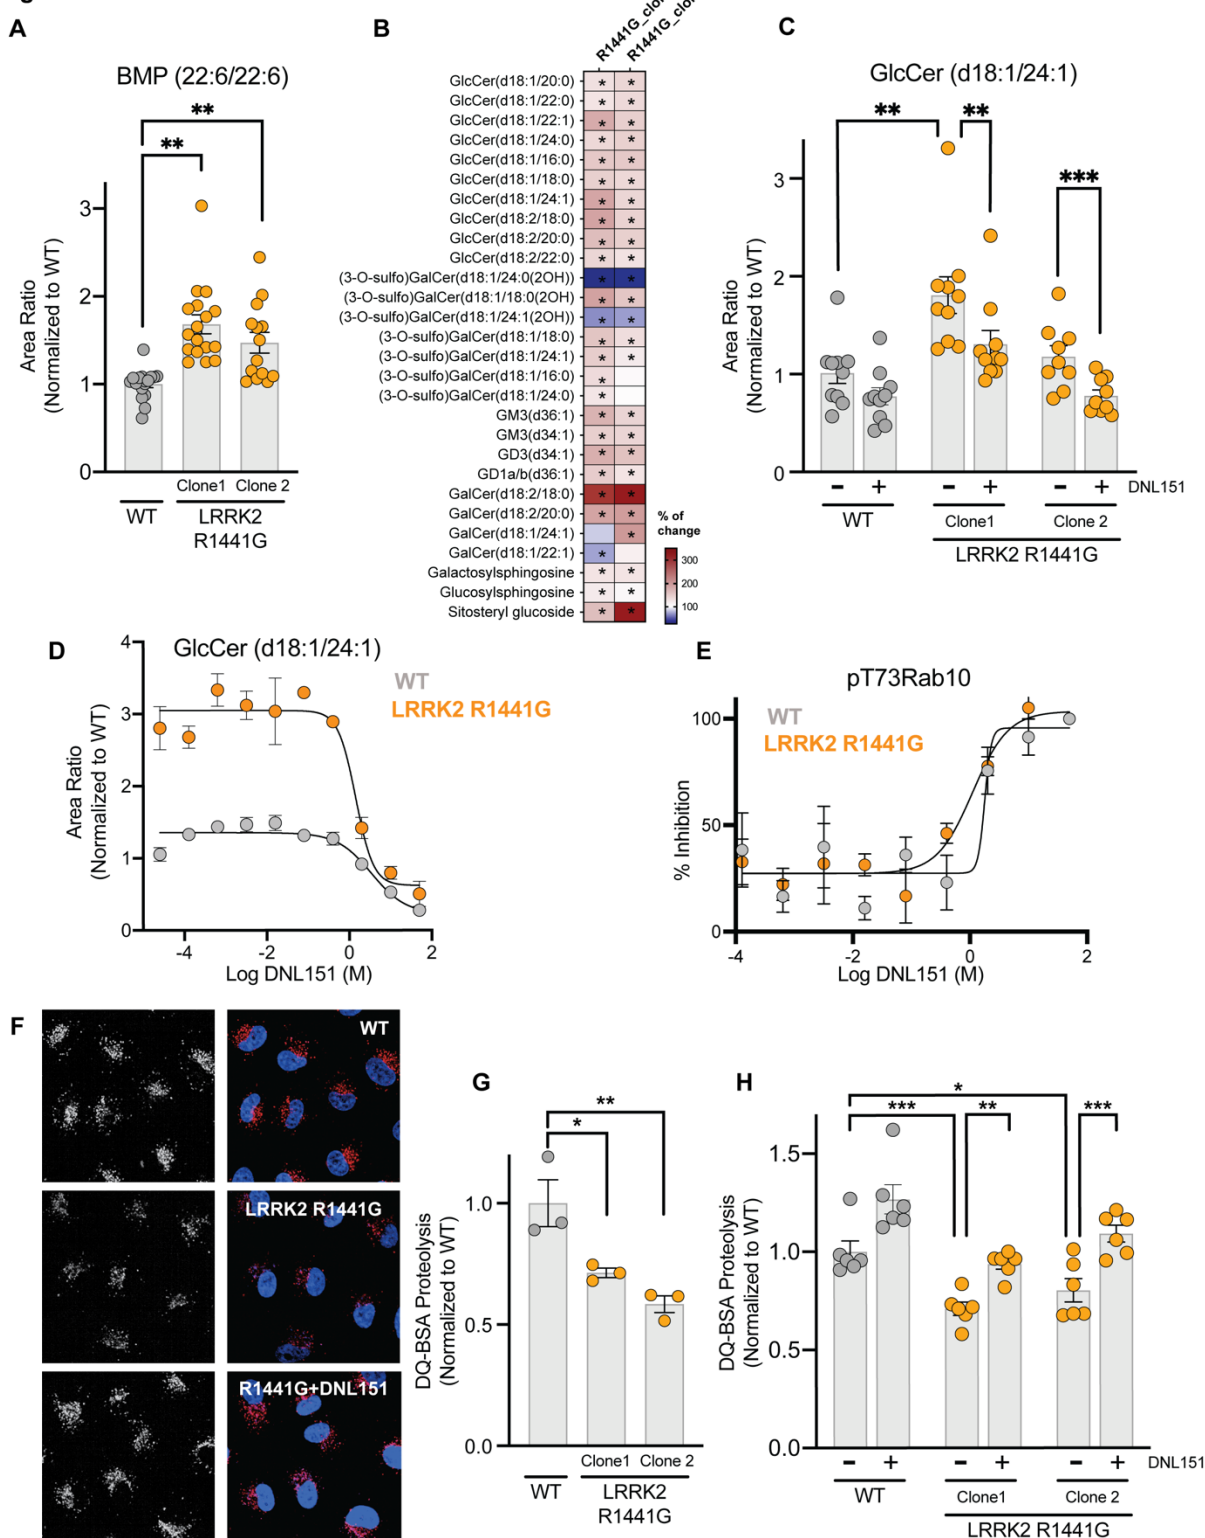 A
BMP (22:6/22:6)
**
**
Area Ratio
(Normalized to WT)
3
2
1
0
Clone1 Clone 2
WT
LRRK2
R1441G
B
GlcCer(d18:1/20:0)
GlcCer(d18:1/22:0)
GlcCer(d18:1/22:1)
GlcCer(d18:1/24:0)
GlcCer(d18:1/16:0)
GlcCer(d18:1/18:0)
GlcCer(d18:1/24:1)
GlcCer(d18:2/18:0)
GlcCer(d18:2/20:0)
GlcCer(d18:2/22:0)
(3-O-sulfo)GalCer(d18:1/24:0(2OH))
(3-O-sulfo)GalCer(d18:1/18:0(2OH)
(3-O-sulfo)GalCer(d18:1/24:1(2OH))
(3-O-sulfo)GalCer(d18:1/18:0)
(3-O-sulfo)GalCer(d18:1/24:1)
(3-O-sulfo)GalCer(d18:1/16:0)
(3-O-sulfo)GalCer(d18:1/24:0)
GM3(d36:1)
GM3(d34:1)
GD3(d34:1)
GD1a/b(d36:1)
GalCer(d18:2/18:0)
GalCer(d18:2/20:0)
GalCer(d18:1/24:1)
GalCer(d18:1/22:1)
Galactosylsphingosine
Glucosylsphingosine
Sitosteryl glucoside
% of
change
300
200
100
C
GlcCer (d18:1/24:1)
**
**
***
Area Ratio
(Normalized to WT)
3
2
1
0
- + - + - + DNL151
WT
Clone1
Clone 2
LRRK2 R1441G
D
GlcCer (d18:1/24:1)
WT
LRRK2 R1441G
Area Ratio
(Normalized to WT)
4
3
2
1
0
-4 -2 0 2
Log DNL151 (M)
E
pT73Rab10
WT
LRRK2 R1441G
% Inhibition
100
50
0
-4 -2 0 2
Log DNL151 (M)
F
WT
LRRK2 R1441G
R1441G+DNL151
G
**
*
DQ-BSA Proteolysis
(Normalized to WT)
1.0
0.5
0.0
Clone1 Clone 2
WT
LRRK2
R1441G
H
*
***
**
***
DQ-BSA Proteolysis
(Normalized to WT)
1.5
1.0
0.5
0.0
- + - + - + DNL151
WT
Clone1
Clone 2
LRRK2 R1441G